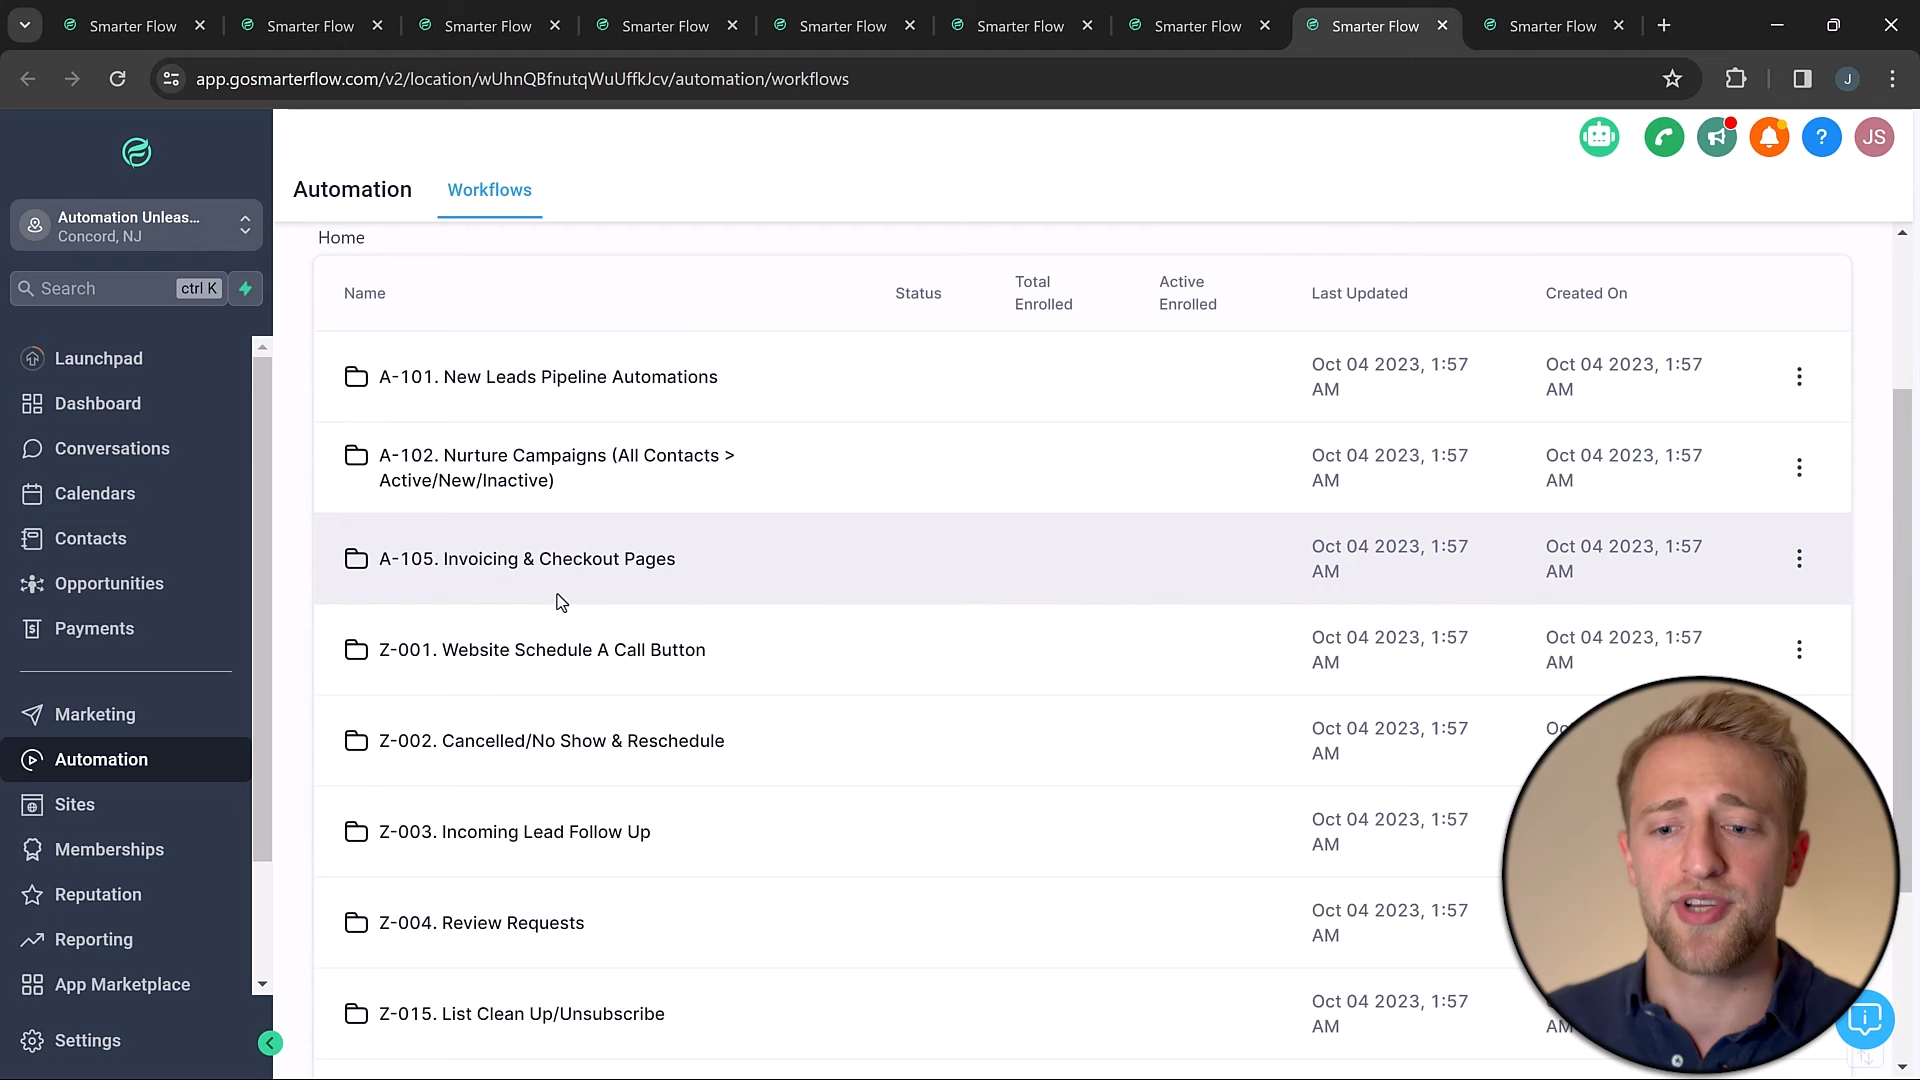 Smarter Flow
Smarter Flow
Smarter Flow
Smarter Flow
Smarter Flow
Smarter Flow
Smarter Flow
Smarter Flow
Smarter Flow
app.gosmarterflow.com/v2/location/wUhnQBfnutqWuUffkJcv/automation/workflows
J
Automation Unleas...
Concord, NJ
Search
ctrl K
Launchpad
Dashboard
Conversations
Calendars
Contacts
Opportunities
Payments
Marketing
Automation
Sites
Memberships
Reputation
Reporting
App Marketplace
Settings
?
JS
Automation
Workflows
Home
Name
Status
Total
Enrolled
Active
Enrolled
Last Updated
Created On
A-101. New Leads Pipeline Automations
Oct 04 2023, 1:57
AM
Oct 04 2023, 1:57
AM
A-102. Nurture Campaigns (All Contacts >
Active/New/Inactive)
Oct 04 2023, 1:57
AM
Oct 04 2023, 1:57
AM
A-105. Invoicing & Checkout Pages
Oct 04 2023, 1:57
AM
Oct 04 2023, 1:57
AM
Z-001. Website Schedule A Call Button
Oct 04 2023, 1:57
AM
Oct 04 2023, 1:57
AM
Z-002. Cancelled/No Show & Reschedule
Oct 04 2023, 1:57
AM
Z-003. Incoming Lead Follow Up
Oct 04 2023, 1:57
AM
Z-004. Review Requests
Oct 04 2023, 1:57
AM
Z-015. List Clean Up/Unsubscribe
Oct 04 2023, 1:57
AM
AM